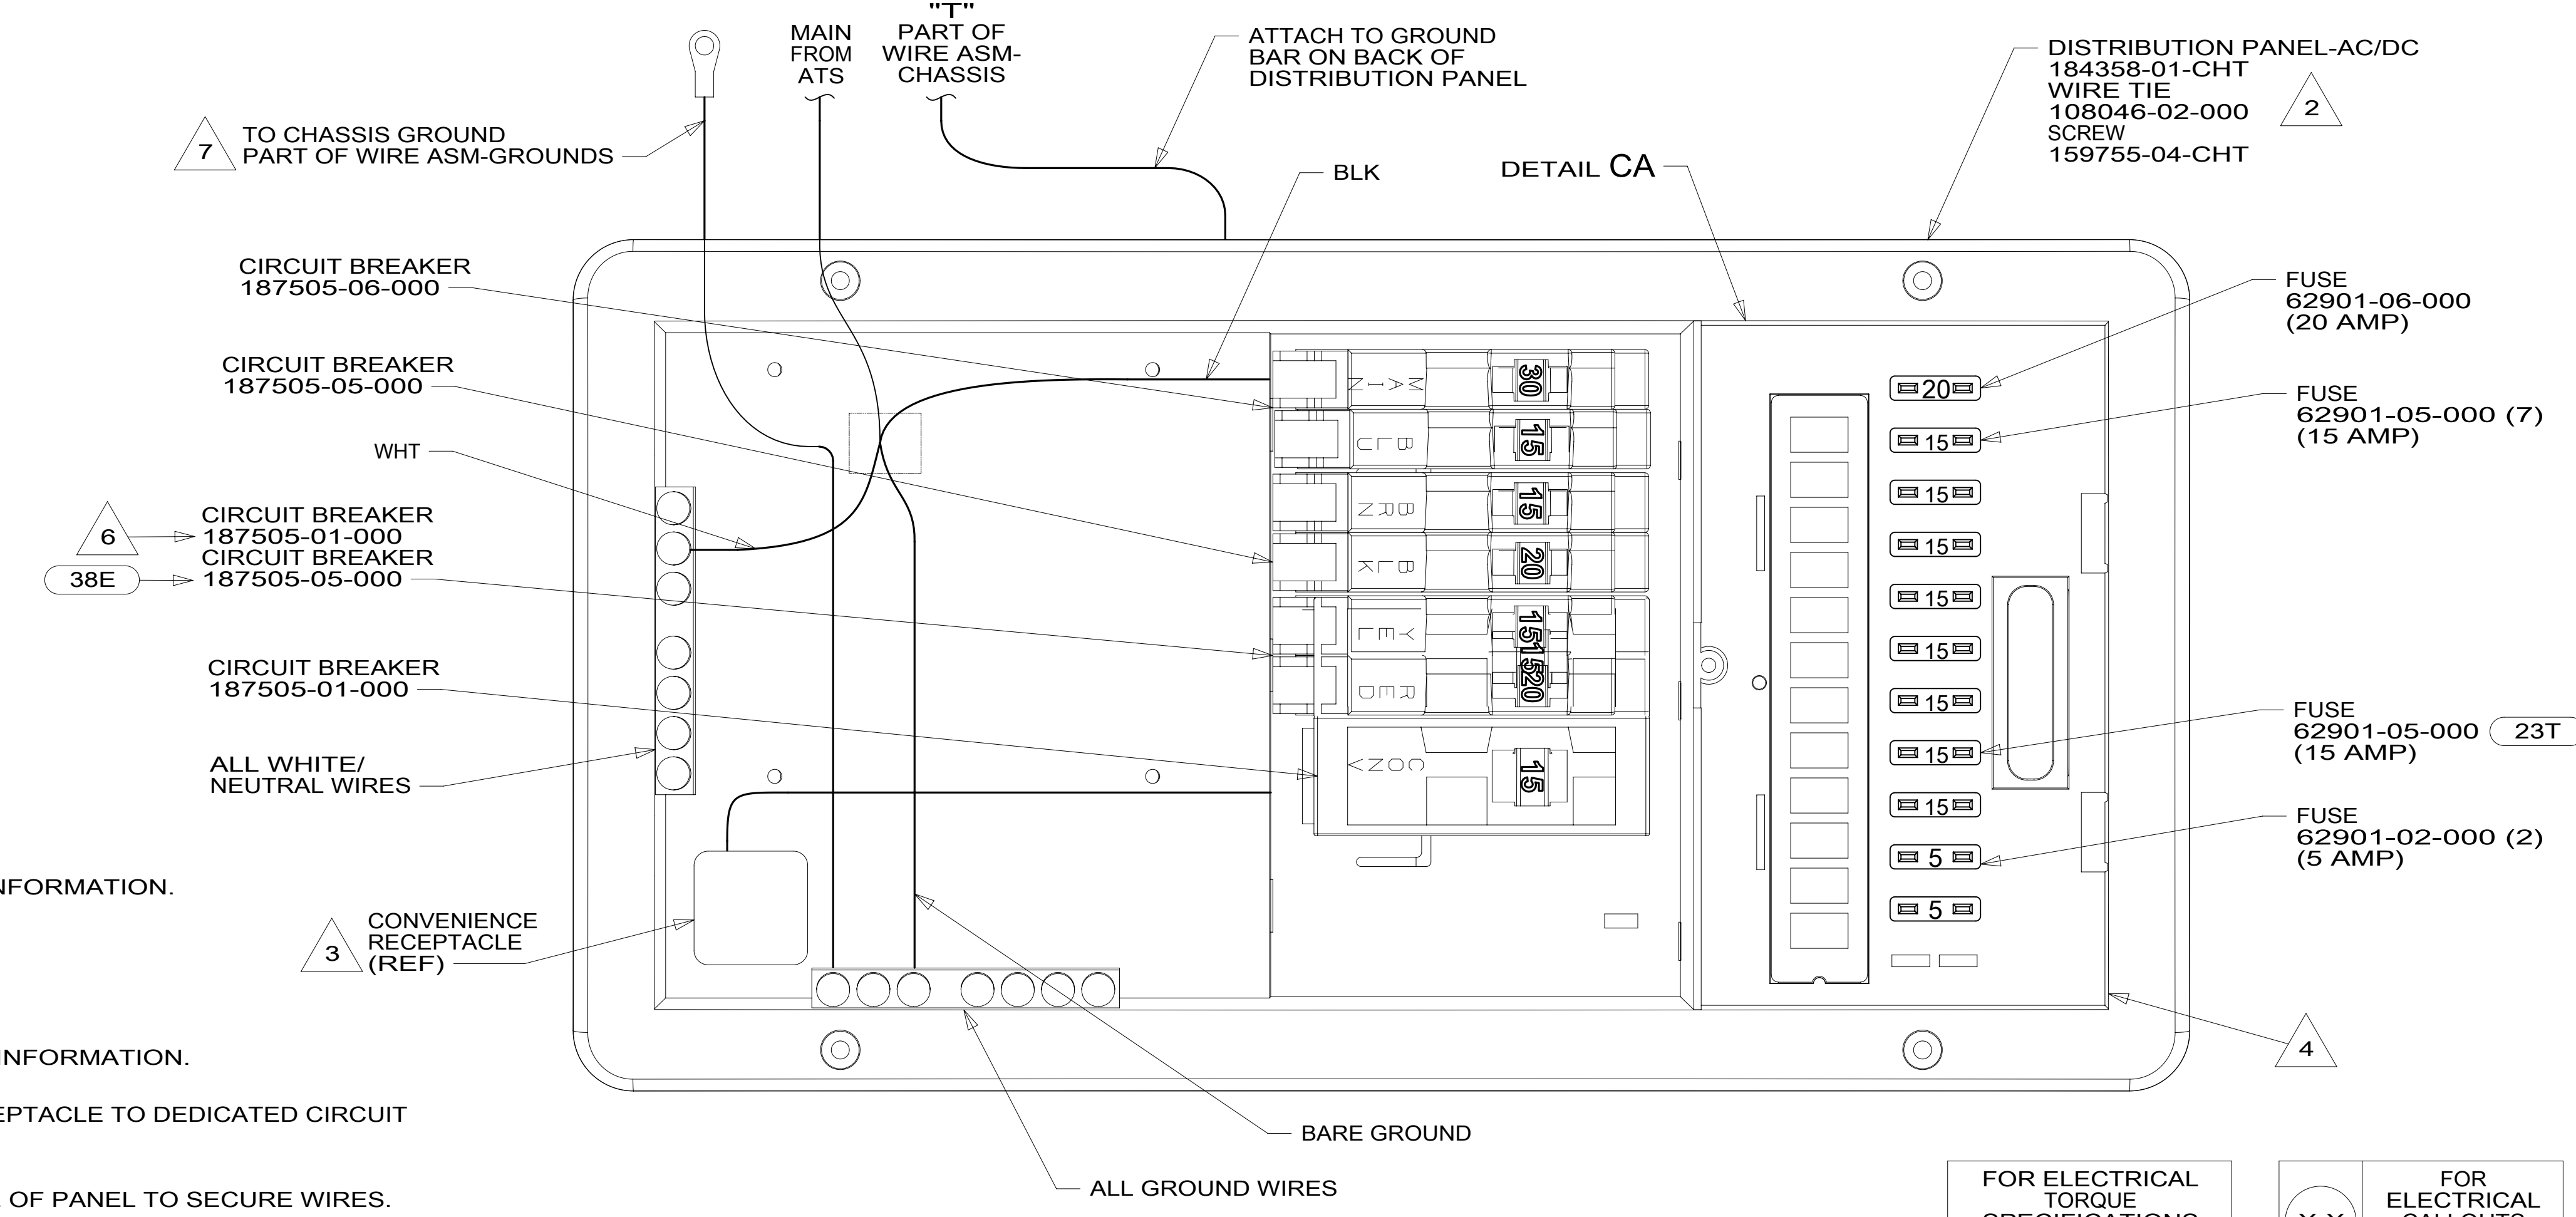 "T"
PART OF
WIRE ASM-
CHASSIS
MAIN
FROM
ATS
ATTACH TO GROUND
BAR ON BACK OF
DISTRIBUTION PANEL
DISTRIBUTION PANEL-AC/DC
184358-01-CHT
WIRE TIE
108046-02-000
SCREW
159755-04-CHT
2
7
TO CHASSIS GROUND
PART OF WIRE ASM-GROUNDS
BLK
DETAIL CA
CIRCUIT BREAKER
187505-06-000
CIRCUIT BREAKER
187505-05-000
WHT
6
CIRCUIT BREAKER
187505-01-000
38E
CIRCUIT BREAKER
187505-05-000
CIRCUIT BREAKER
187505-01-000
ALL WHITE/
NEUTRAL WIRES
3
CONVENIENCE
RECEPTACLE
(REF)
MAIN
30
BLU
15
BRN
15
BLK
20
YEL
15
15
RED
20
CONV
15
20
15
15
15
15
15
15
15
15
5
5
FUSE
62901-06-000
(20 AMP)
FUSE
62901-05-000 (7)
(15 AMP)
FUSE
62901-05-000
(15 AMP)
23T
FUSE
62901-02-000 (2)
(5 AMP)
4
BARE GROUND
ALL GROUND WIRES
NFORMATION.
INFORMATION.
EPTACLE TO DEDICATED CIRCUIT
OF PANEL TO SECURE WIRES.
FOR ELECTRICAL
TORQUE
SPECIFICATIONS
X-X
FOR
ELECTRICAL
CALLOUTS